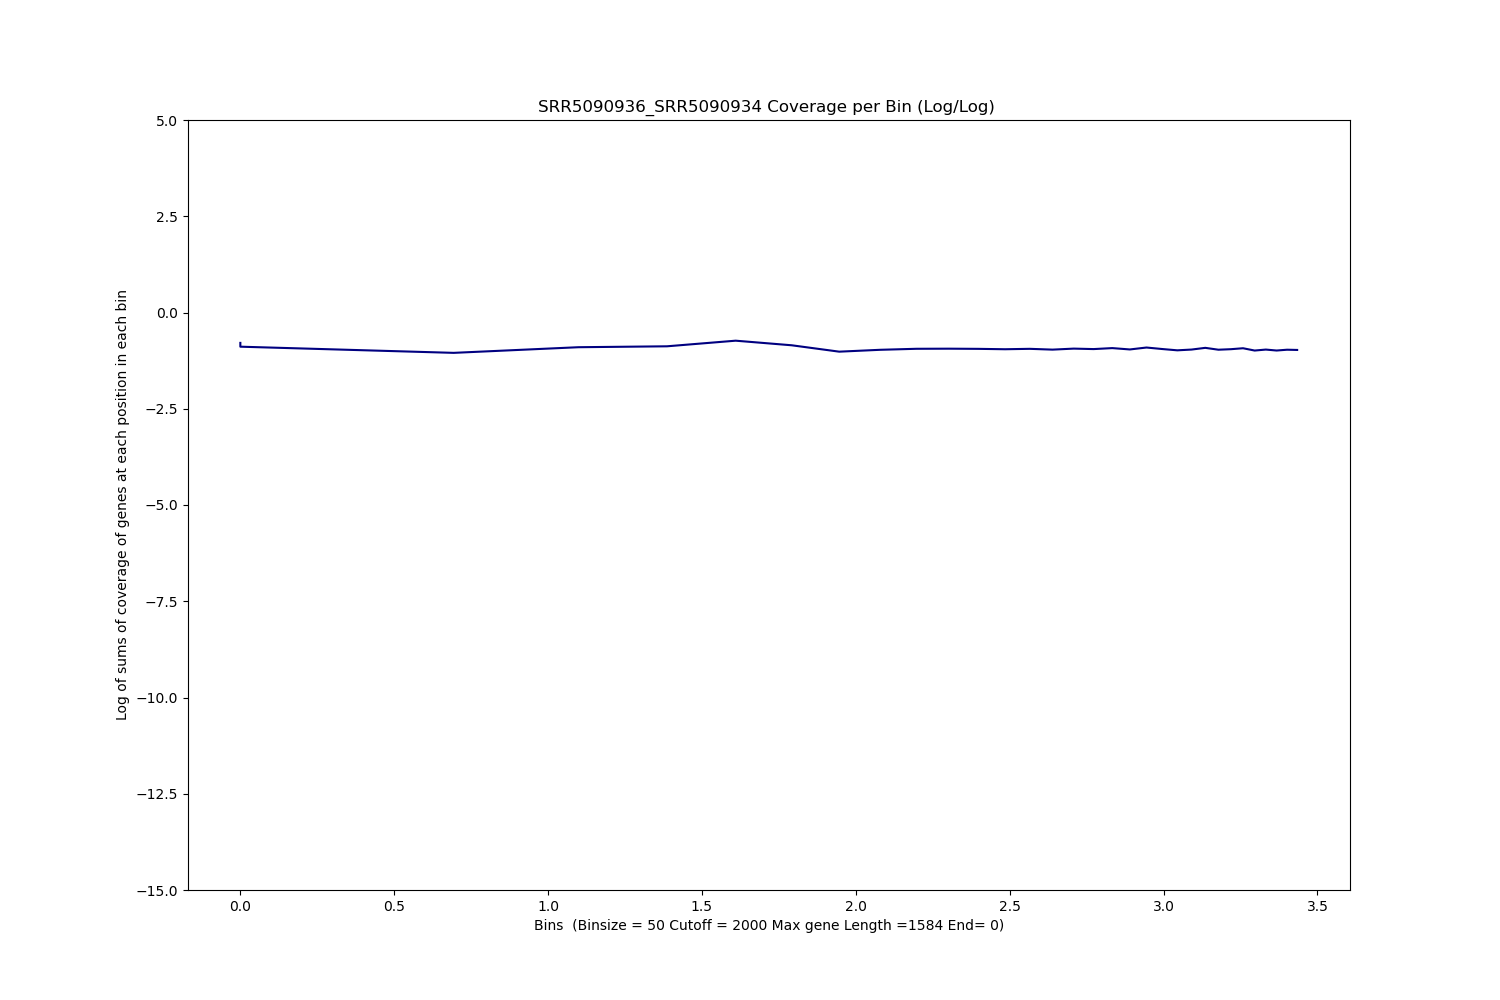 SRR5090936_SRR5090934 Coverage per Bin (Log/Log)
5.0
2.5
0.0
−2.5
−5.0
−7.5
−10.0
−12.5
−15.0
Log of sums of coverage of genes at each position in each bin
0.0 0.5 1.0 1.5 2.0 2.5 3.0 3.5
Bins  (Binsize = 50 Cutoff = 2000 Max gene Length =1584 End= 0)